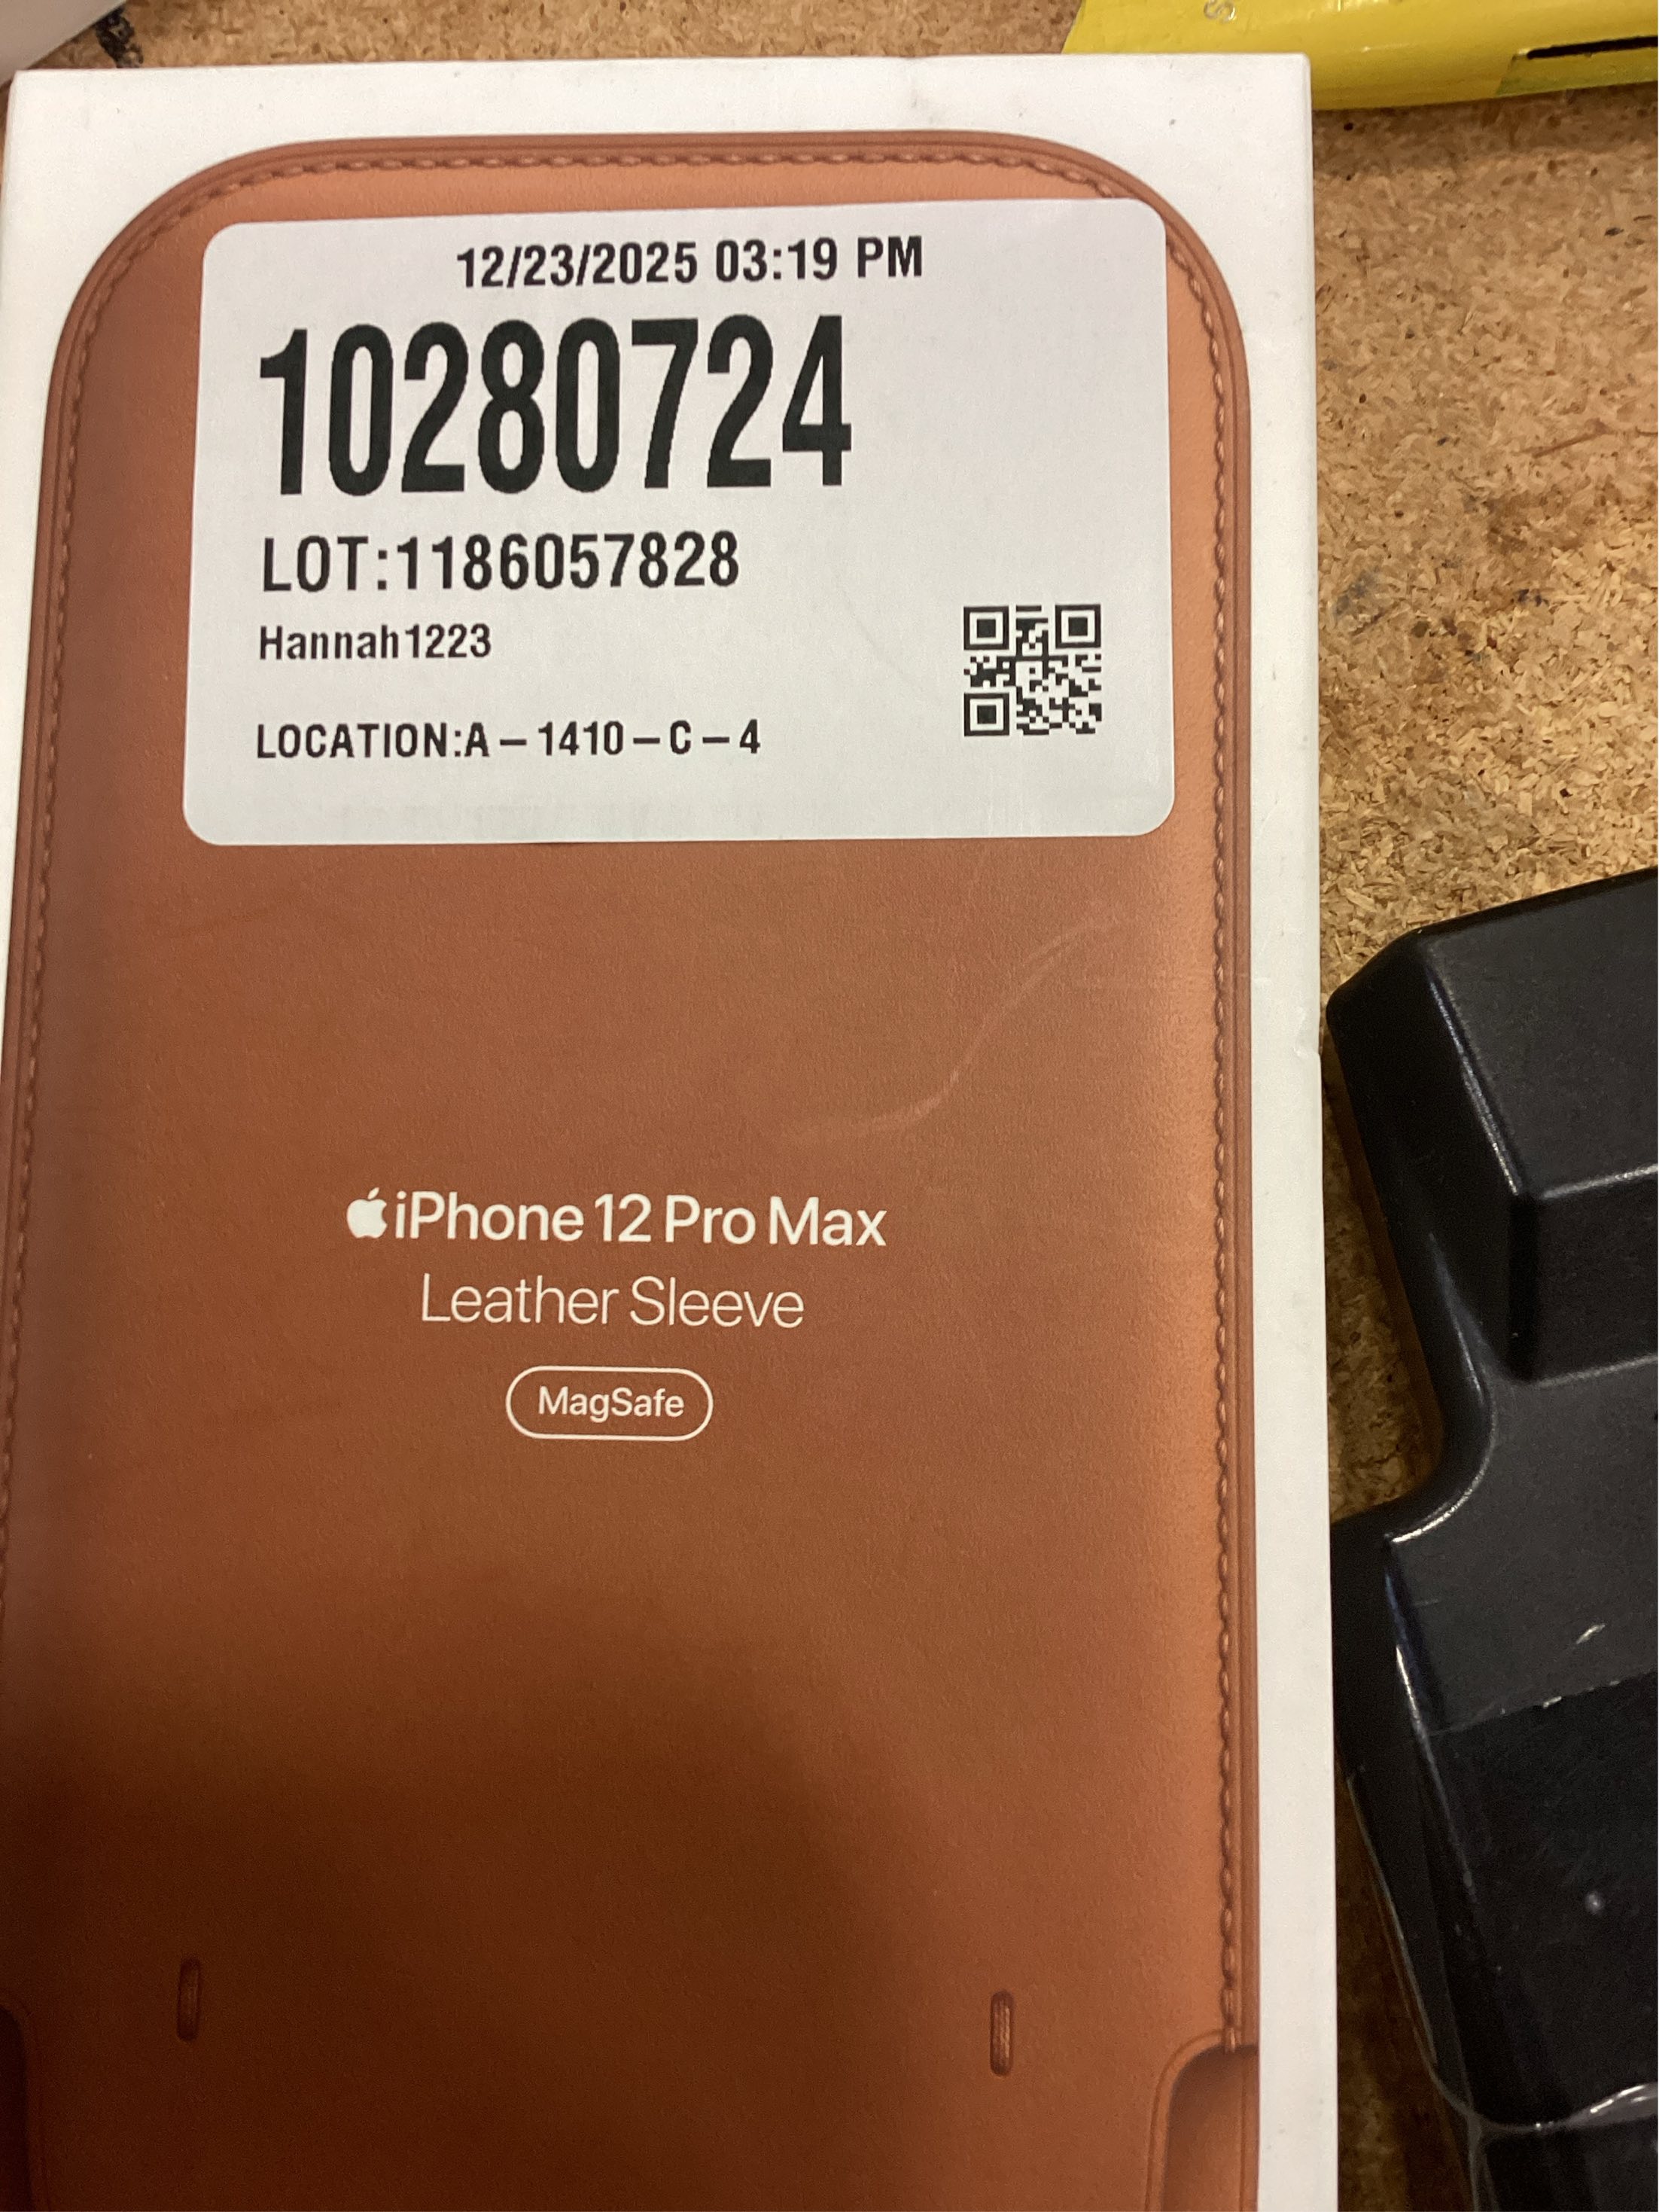 12/23/2025 03:19 PM
10280724
LOT:1186057828
Hannah1223
LOCATION:A – 1410 – C – 4
iPhone 12 Pro Max
Leather Sleeve
MagSafe